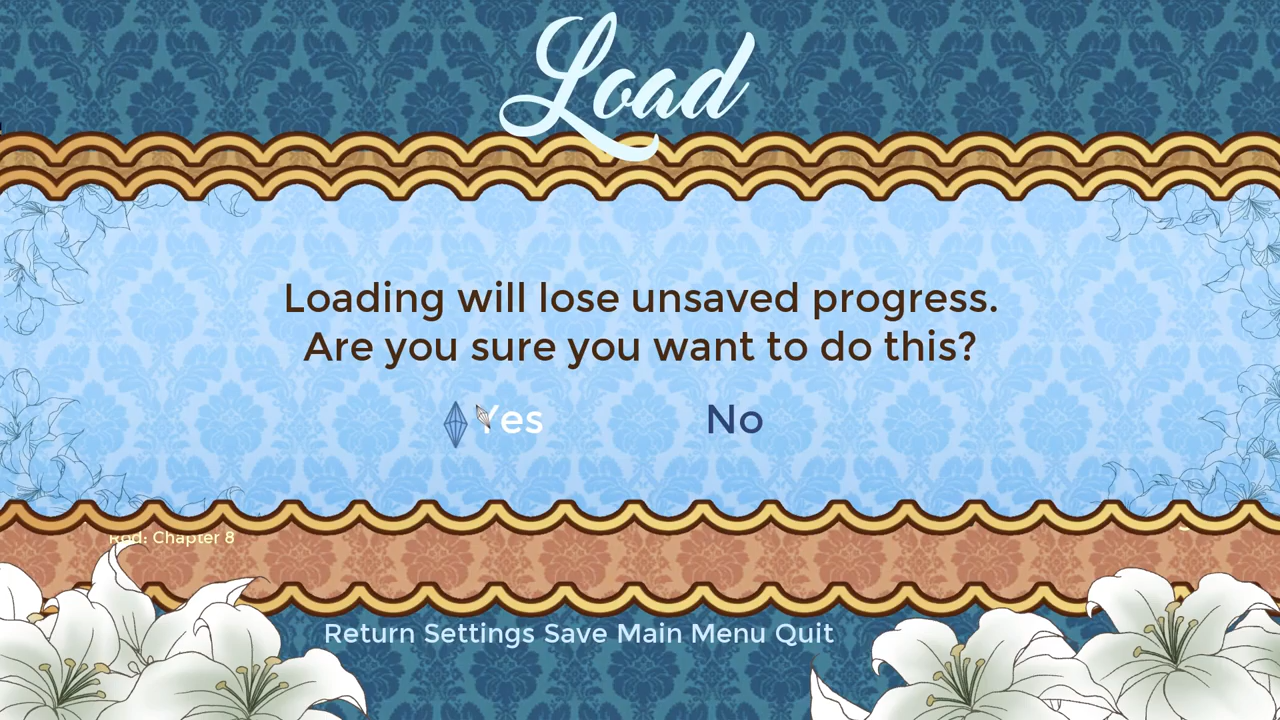 Load
Loading will lose unsaved progress.
Are you sure you want to do this?
Yes No
Rod: Chapter 8
Return Settings Save Main Menu Quit